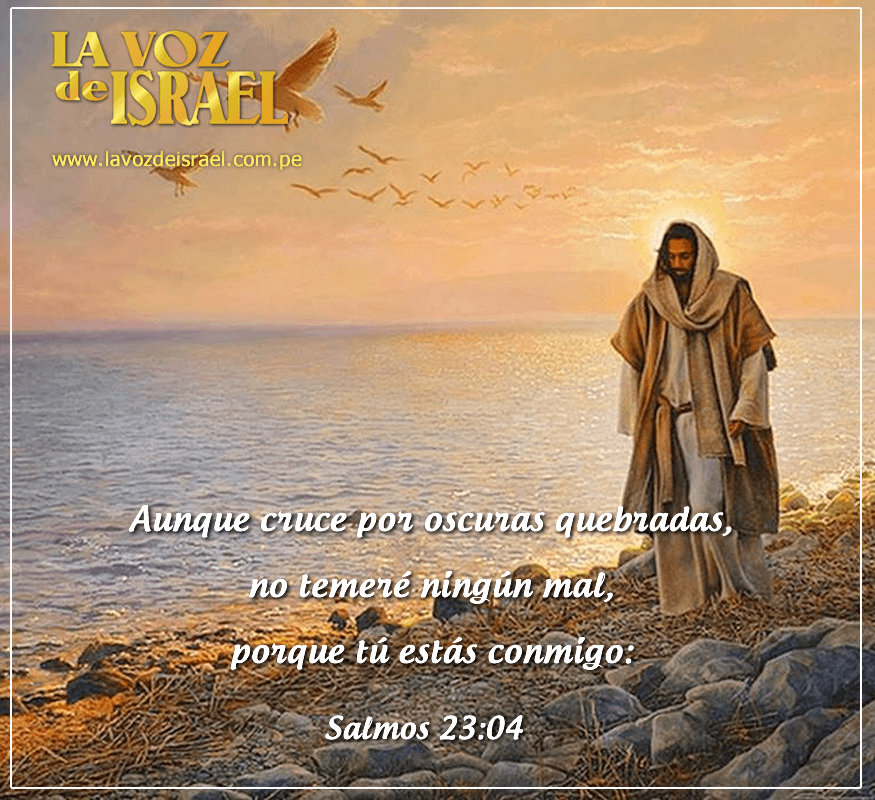 LA VOZ
de ISRAEL
www.lavozdeisrael.com.pe
Aunque cruce por oscuras quebradas,
no temeré ningún mal,
porque tú estás conmigo:
Salmos 23:04